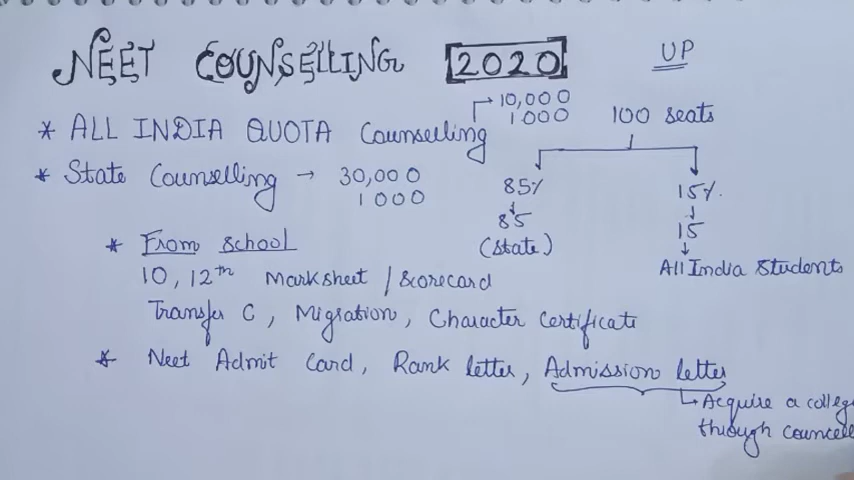 NEET COUNSELLING 2020 UP
* ALL INDIA QUOTA Counselling → 10,000
1000
100 seats
* State Counselling → 30,000
1000
85% 15%
85 15
(State) All India Students
* From school
10, 12th Marksheet / Scorecard
Transfer C, Migration, Character Certificate
* Neet Admit Card, Rank letter, Admission letter
Acquire a colleg
through councell